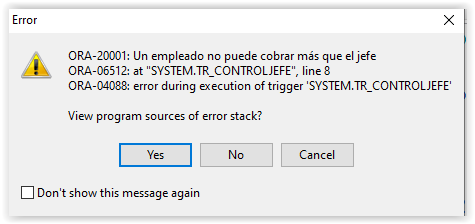 Error
ORA-20001: Un empleado no puede cobrar más que el jefe
ORA-06512: at "SYSTEM.TR_CONTROLJEFE", line 8
ORA-04088: error during execution of trigger 'SYSTEM.TR_CONTROLJEFE'
View program sources of error stack?
Yes
No
Cancel
Don't show this message again